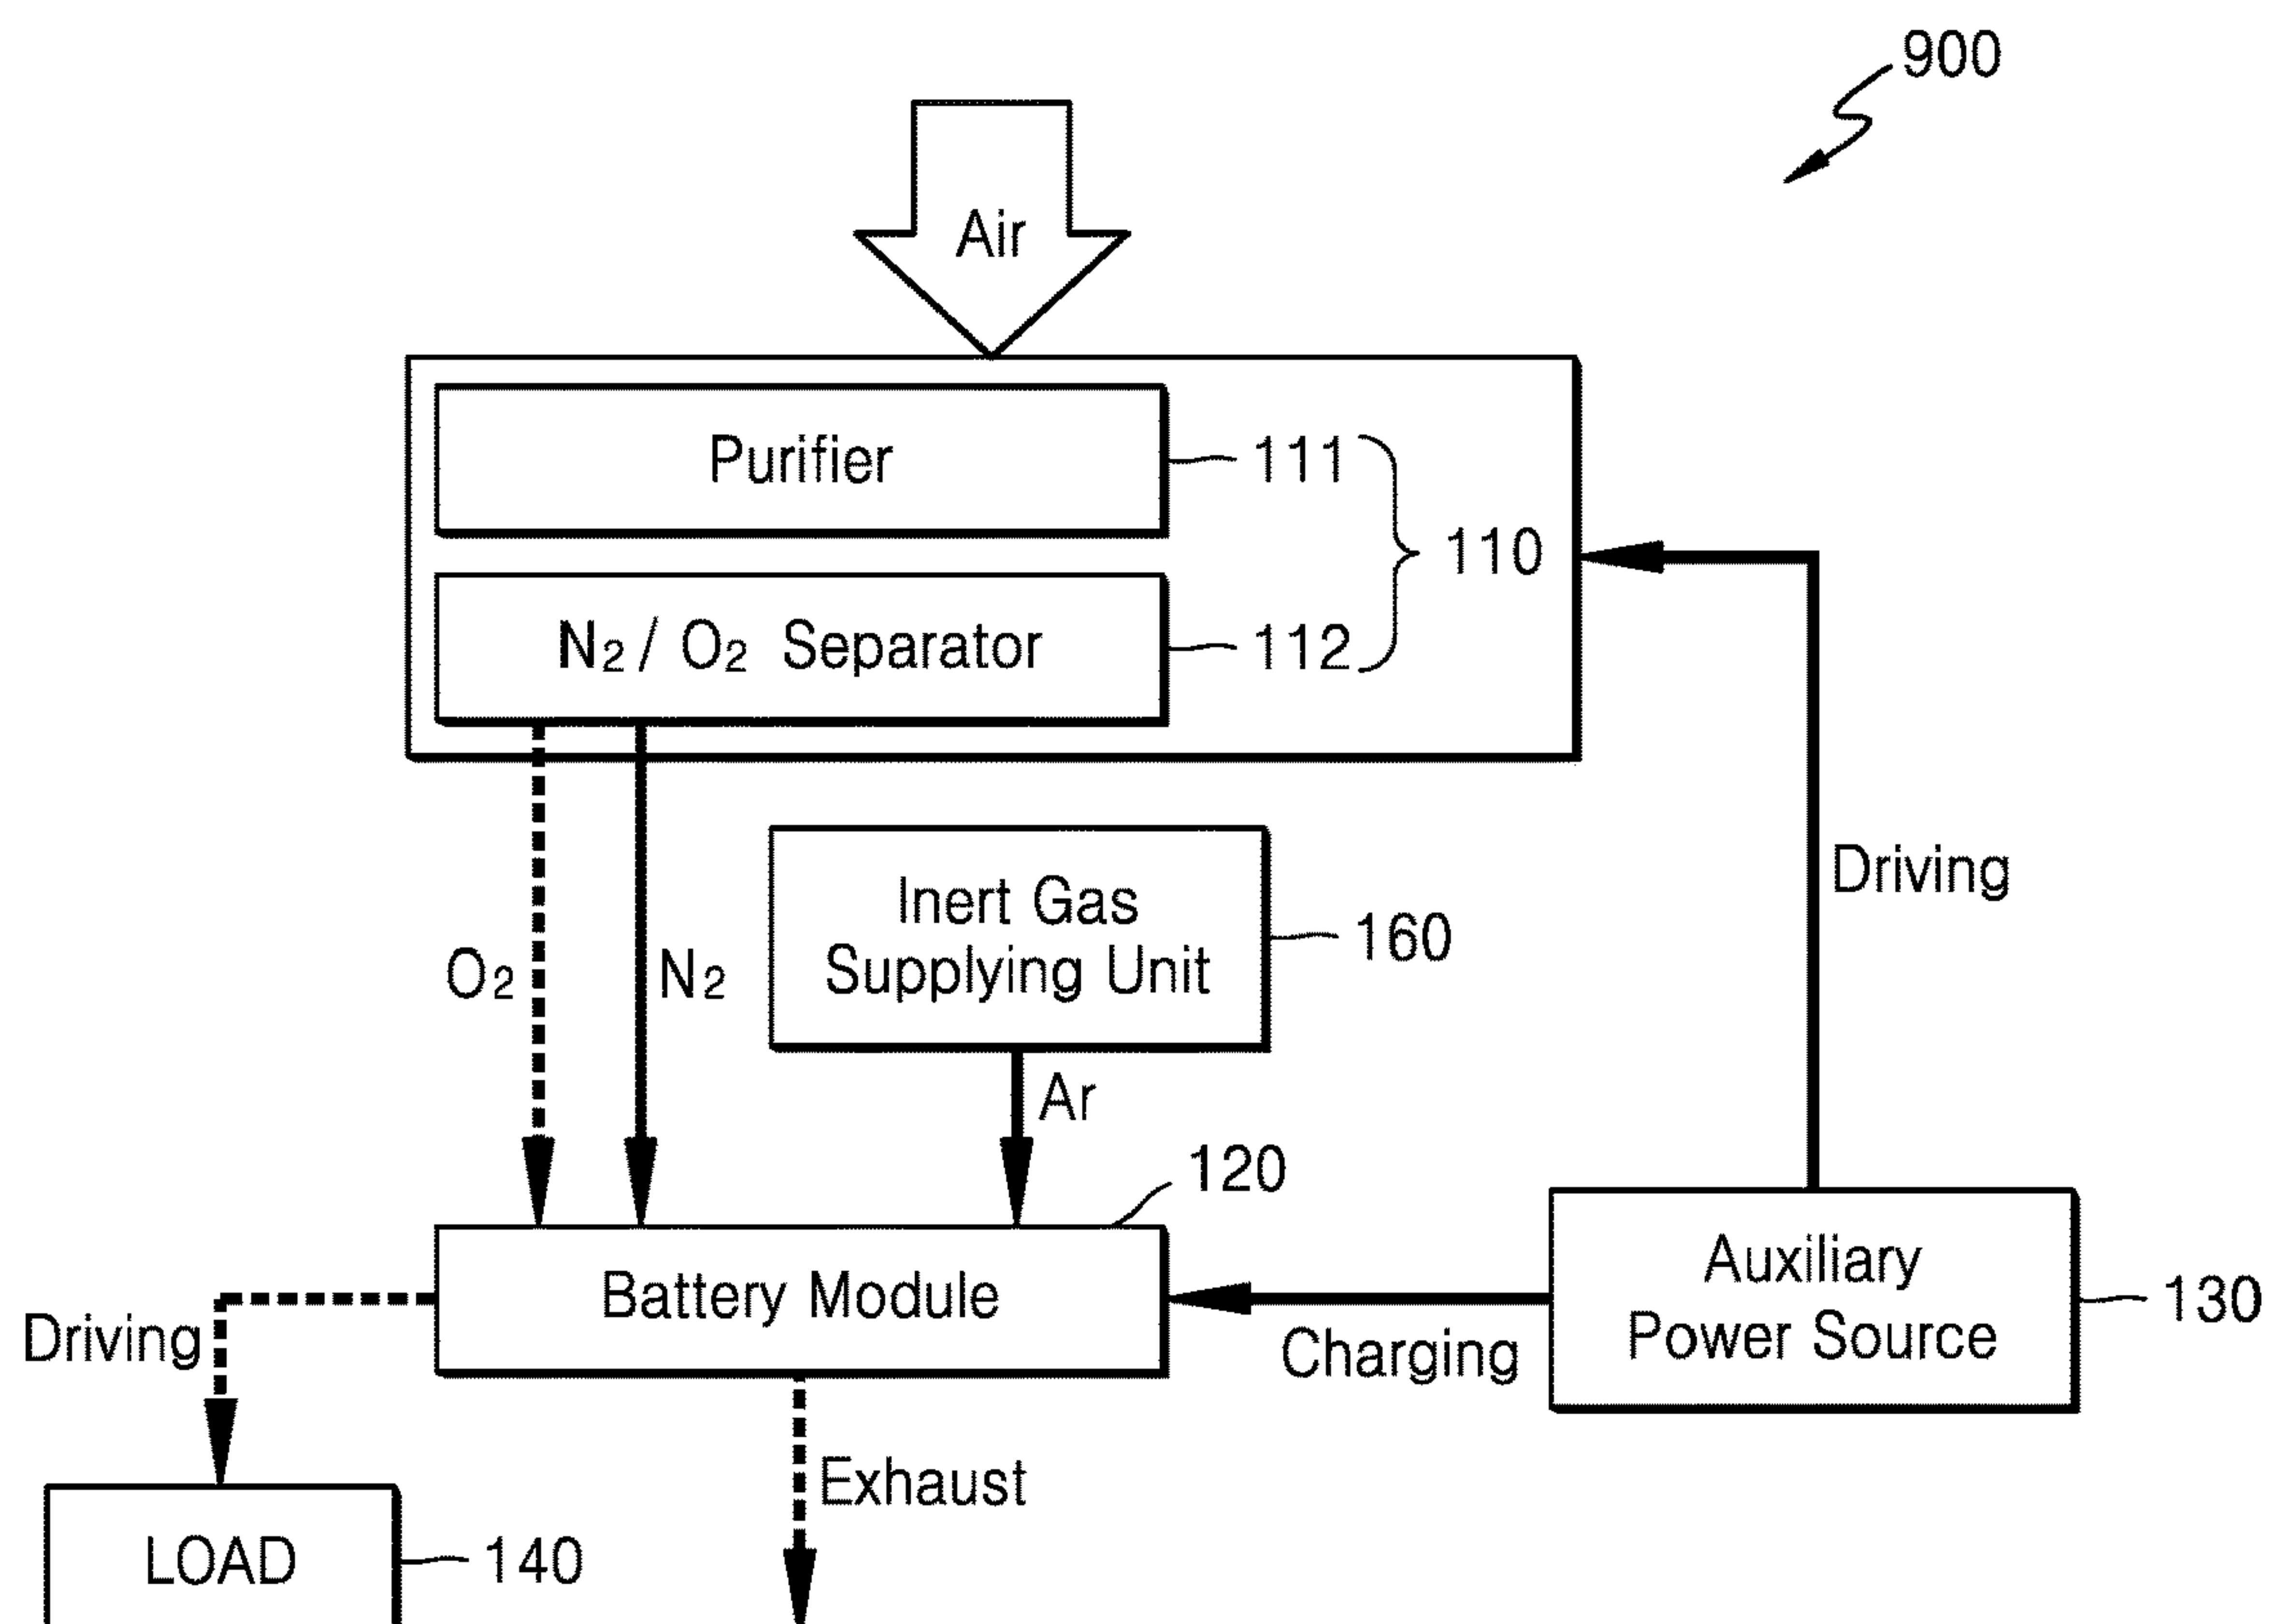 900
Air
Purifier
111
110
N₂ / O₂ Separator
112
Driving
Inert Gas
Supplying Unit
160
O₂
N₂
Ar
120
Battery Module
Auxiliary
Power Source
130
Driving
Charging
Exhaust
LOAD
140